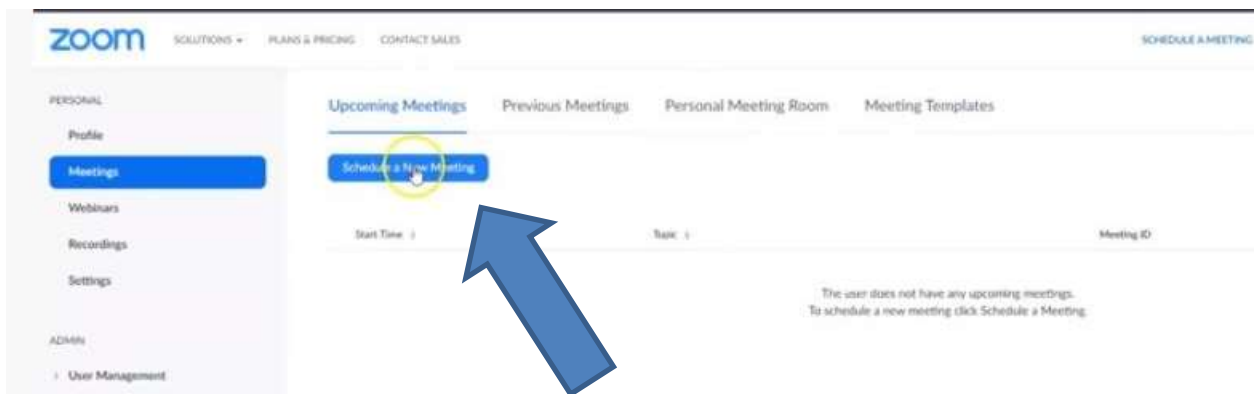 zoom SOLUTIONS PLANS & PRICING CONTACT SALES SCHEDULE A MEETING
PERSONAL
Profile
Meetings
Webinars
Recordings
Settings
ADMIN
User Management
Upcoming Meetings Previous Meetings Personal Meeting Room Meeting Templates
Schedule a New Meeting
Start Time Topic Meeting ID
The user does not have any upcoming meetings.
To schedule a new meeting click Schedule a Meeting.